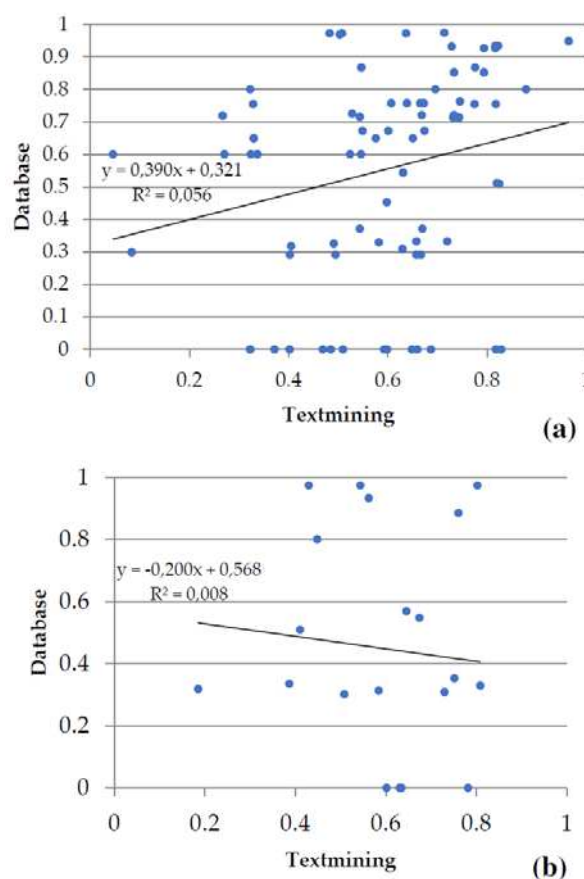 1
0.9
0.8
0.7
0.6
0.5
0.4
0.3
0.2
0.1
0
Database
y = 0,390x + 0,321
R² = 0,056
0 0.2 0.4 0.6 0.8 1
Textmining
(a)
1
0.8
0.6
0.4
0.2
0
Database
y = -0,200x + 0,568
R² = 0,008
0 0.2 0.4 0.6 0.8 1
Textmining
(b)